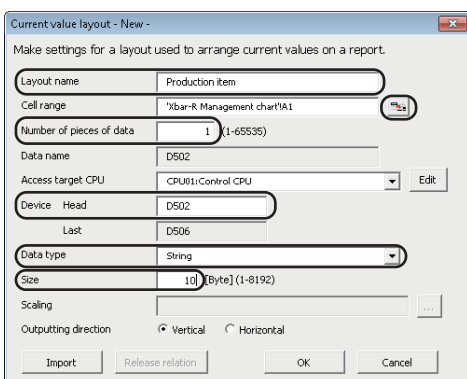 Current value layout - New -
Make settings for a layout used to arrange current values on a report.
Layout name Production item
Cell range 'Xbar-R Management chart'!A1
Number of pieces of data 1 (1-65535)
Data name D502
Access target CPU CPU01:Control CPU Edit
Device Head D502
Last D506
Data type String
Size 10 [Byte] (1-8192)
Scaling ...
Outputting direction Vertical Horizontal
Import Release relation OK Cancel